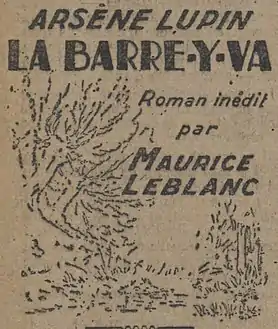 ARSÈNE LUPIN
LA BARRE-Y-VA
Roman inédit
par
MAURICE
LEBLANC